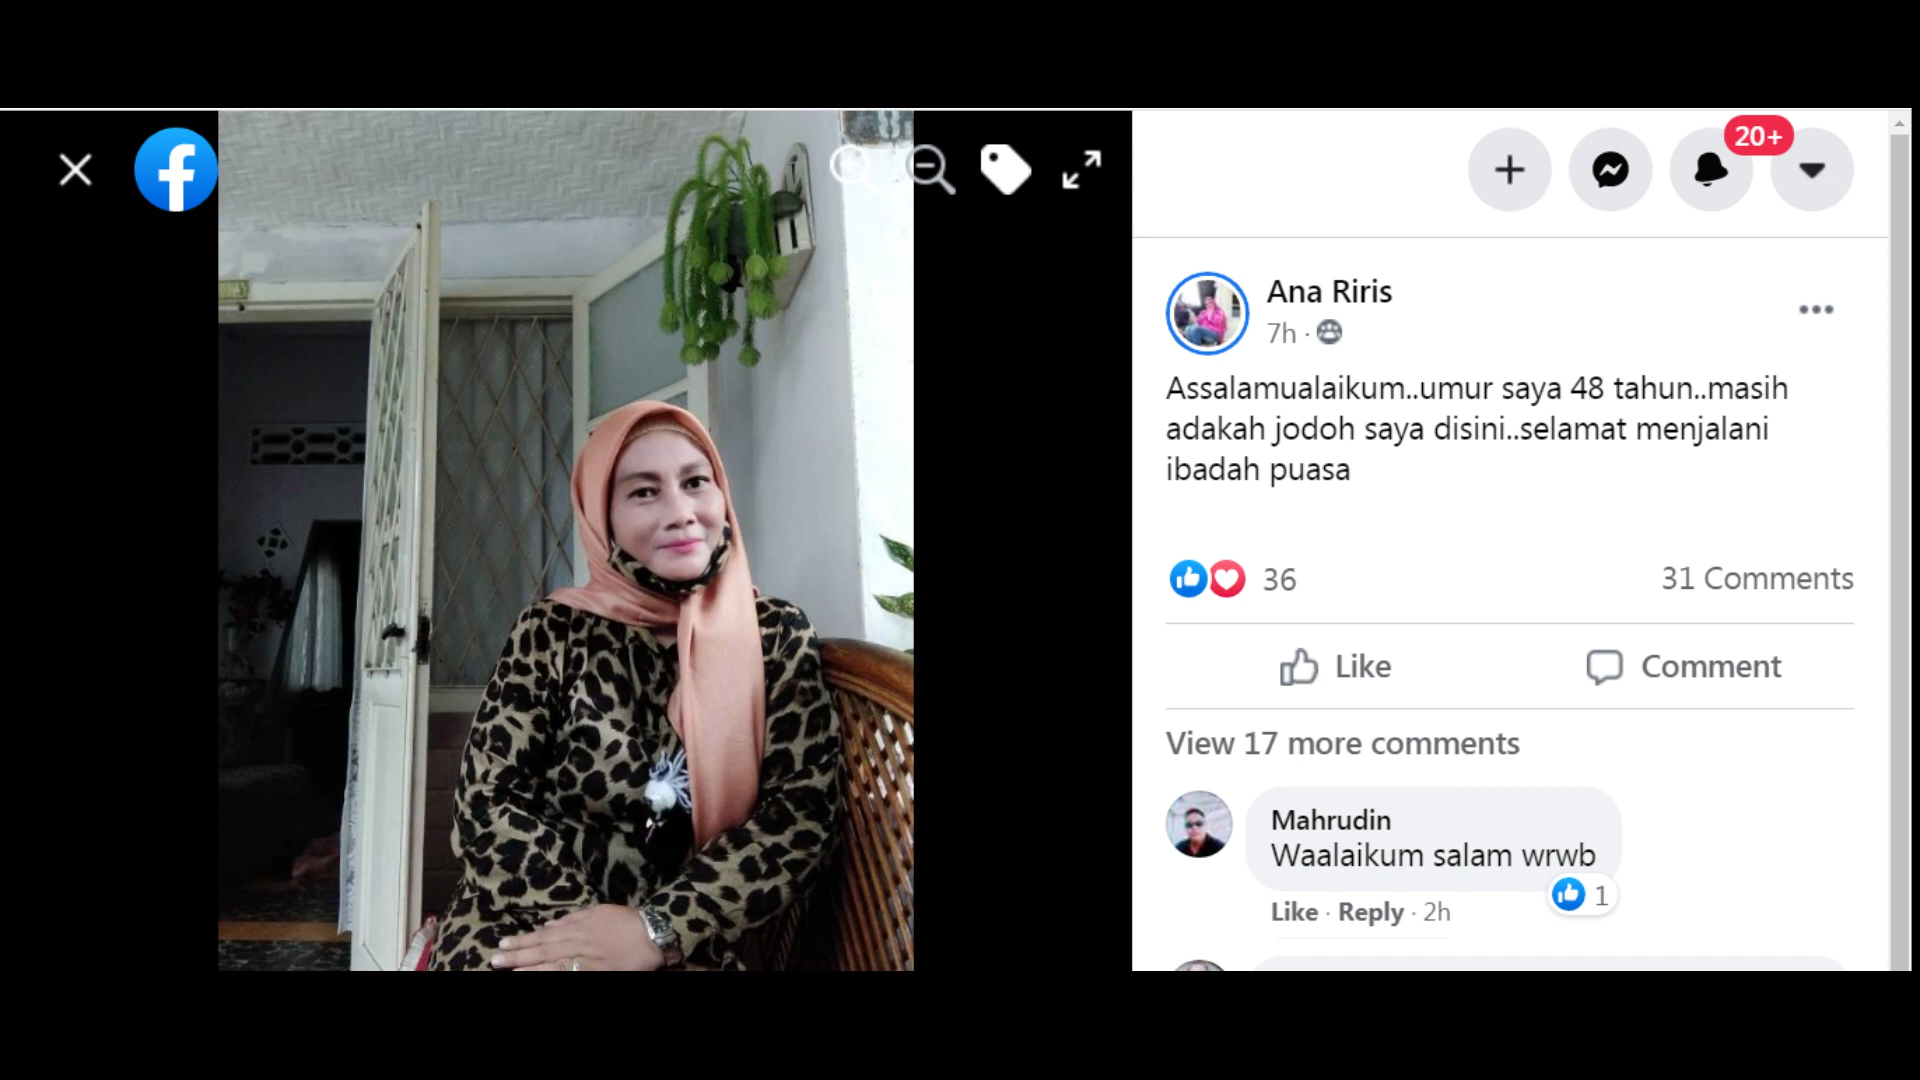 20+
Ana Riris
7h ·
Assalamualaikum..umur saya 48 tahun..masih
adakah jodoh saya disini..selamat menjalani
ibadah puasa
36
31 Comments
Like
Comment
View 17 more comments
Mahrudin
Waalaikum salam wrwb
1
Like · Reply · 2h